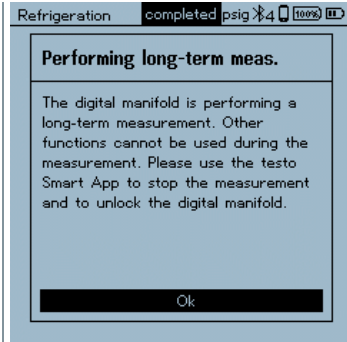 Refrigeration completed psig 4 100%
Performing long-term meas.
The digital manifold is performing a
long-term measurement. Other
functions cannot be used during the
measurement. Please use the testo
Smart App to stop the measurement
and to unlock the digital manifold.
Ok